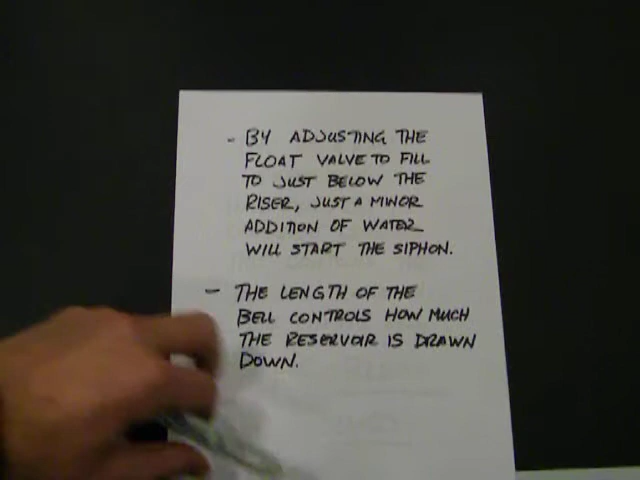 - BY ADJUSTING THE
FLOAT VALVE TO FILL
TO JUST BELOW THE
RISER, JUST A MINOR
ADDITION OF WATER
WILL START THE SIPHON.
- THE LENGTH OF THE
BELL CONTROLS HOW MUCH
THE RESERVOIR IS DRAWN
DOWN.